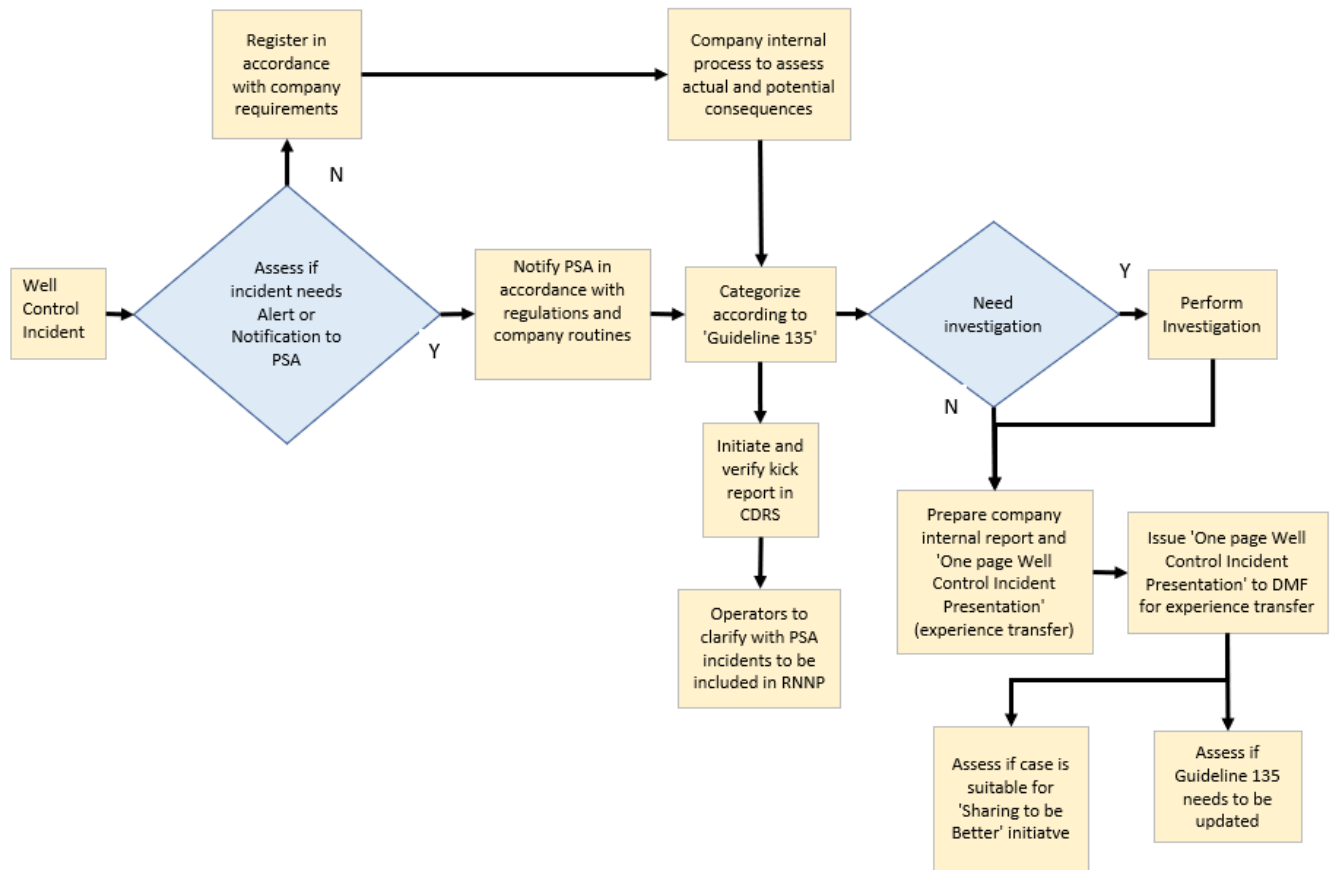 Register in
accordance
with company
requirements
Company internal
process to assess
actual and potential
consequences
N
Well
Control
Incident
Assess if
incident needs
Alert or
Notification to
PSA
Y
Notify PSA in
accordance with
regulations and
company routines
Categorize
according to
'Guideline 135'
Need
investigation
Y
Perform
Investigation
N
Initiate and
verify kick
report in
CDRS
Operators to
clarify with PSA
incidents to be
included in RNNP
Prepare company
internal report and
'One page Well
Control Incident
Presentation'
(experience transfer)
Issue 'One page Well
Control Incident
Presentation' to DMF
for experience transfer
Assess if case is
suitable for
'Sharing to be
Better' initiatve
Assess if
Guideline 135
needs to be
updated